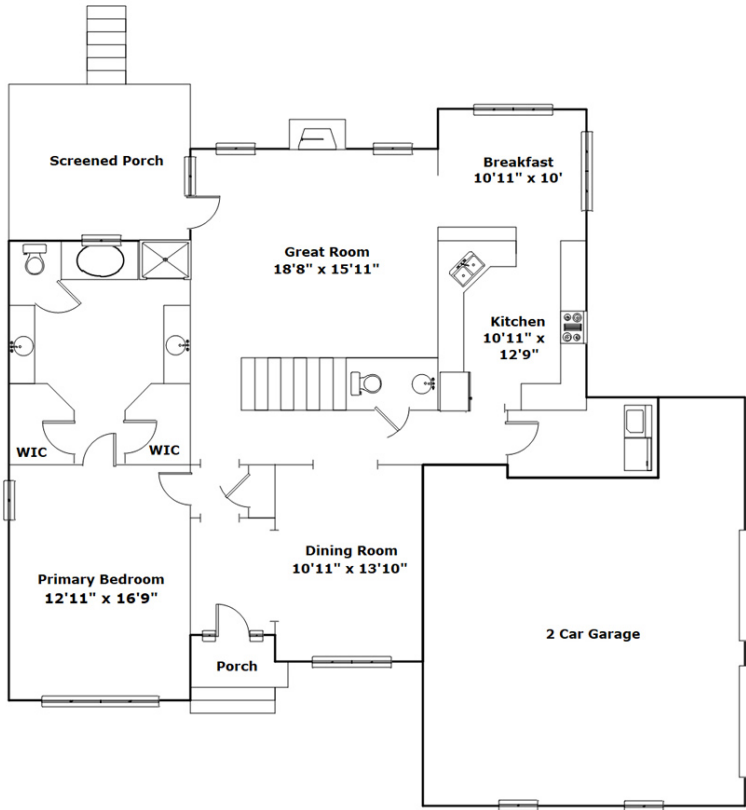 Screened Porch
Breakfast
10'11" x 10'
Great Room
18'8" x 15'11"
Kitchen
10'11" x
12'9"
WIC
WIC
Primary Bedroom
12'11" x 16'9"
Dining Room
10'11" x 13'10"
2 Car Garage
Porch